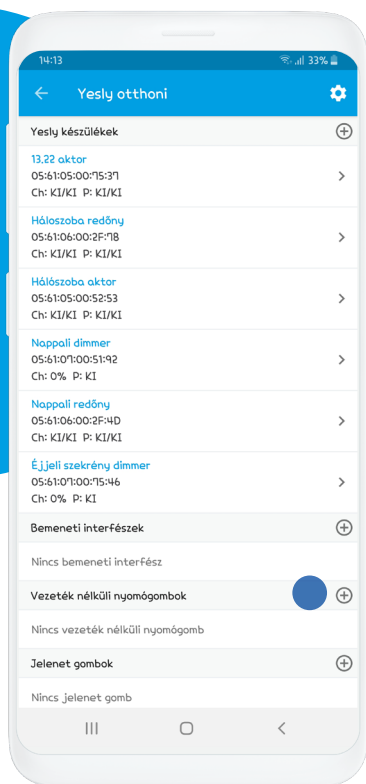 14:13 33%
Yesly otthoni
Yesly készülékek
13.22 aktor
05:61:05:00:75:37
Ch: KI/KI P: KI/KI
Háloszoba redőny
05:61:06:00:2F:78
Ch: KI/KI P: KI/KI
Hálószoba aktor
05:61:05:00:52:53
Ch: KI/KI P: KI/KI
Nappali dimmer
05:61:07:00:51:92
Ch: 0% P: KI
Nappali redőny
05:61:06:00:2F:4D
Ch: KI/KI P: KI/KI
Éjjeli szekrény dimmer
05:61:07:00:75:46
Ch: 0% P: KI
Bemeneti interfészek
Nincs bemeneti interfész
Vezeték nélküli nyomógombok
Nincs vezeték nélküli nyomógomb
Jelenet gombok
Nincs jelenet gomb